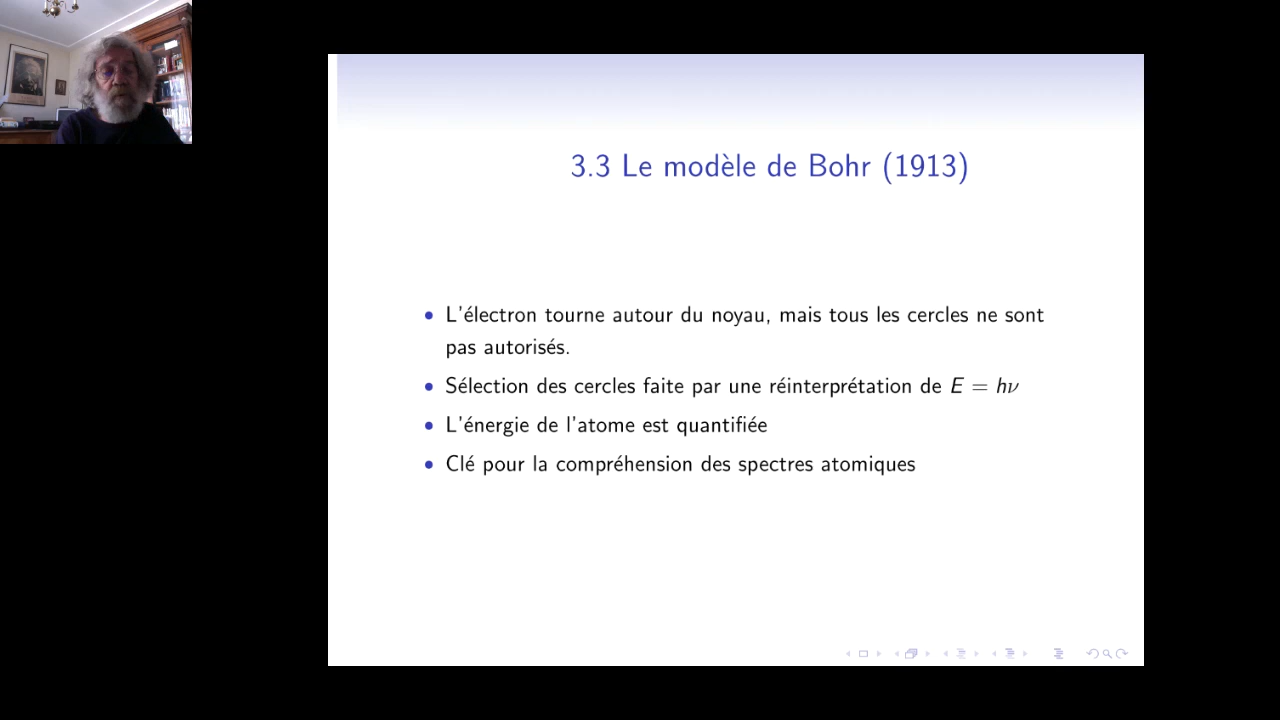 3.3 Le modèle de Bohr (1913)
• L'électron tourne autour du noyau, mais tous les cercles ne sont
pas autorisés.
• Sélection des cercles faite par une réinterprétation de E = hν
• L'énergie de l'atome est quantifiée
• Clé pour la compréhension des spectres atomiques